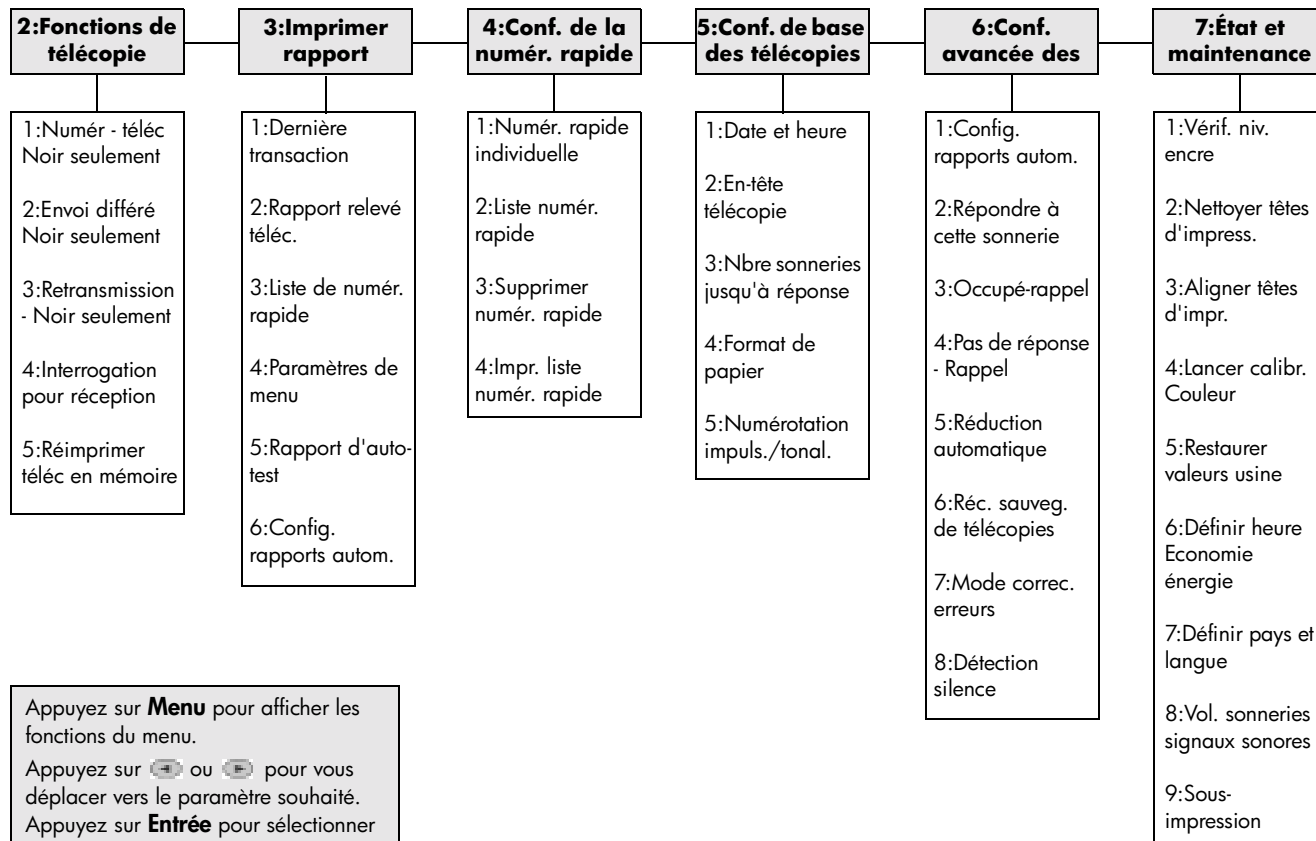 2:Fonctions de
télécopie
1:Numér - téléc
Noir seulement
2:Envoi différé
Noir seulement
3:Retransmission
- Noir seulement
4:Interrogation
pour réception
5:Réimprimer
téléc en mémoire
3:Imprimer
rapport
1:Dernière
transaction
2:Rapport relevé
téléc.
3:Liste de numér.
rapide
4:Paramètres de
menu
5:Rapport d'auto-
test
6:Config.
rapports autom.
4:Conf. de la
numér. rapide
1:Numér. rapide
individuelle
2:Liste numér.
rapide
3:Supprimer
numér. rapide
4:Impr. liste
numér. rapide
5:Conf. de base
des télécopies
1:Date et heure
2:En-tête
télécopie
3:Nbre sonneries
jusqu'à réponse
4:Format de
papier
5:Numérotation
impuls./tonal.
6:Conf.
avancée des
1:Config.
rapports autom.
2:Répondre à
cette sonnerie
3:Occupé-rappel
4:Pas de réponse
- Rappel
5:Réduction
automatique
6:Réc. sauveg.
de télécopies
7:Mode correc.
erreurs
8:Détection
silence
7:État et
maintenance
1:Vérif. niv.
encre
2:Nettoyer têtes
d'impress.
3:Aligner têtes
d'impr.
4:Lancer calibr.
Couleur
5:Restaurer
valeurs usine
6:Définir heure
Economie
énergie
7:Définir pays et
langue
8:Vol. sonneries
signaux sonores
9:Sous-
impression
Appuyez sur Menu pour afficher les
fonctions du menu.
Appuyez sur ou pour vous
déplacer vers le paramètre souhaité.
Appuyez sur Entrée pour sélectionner